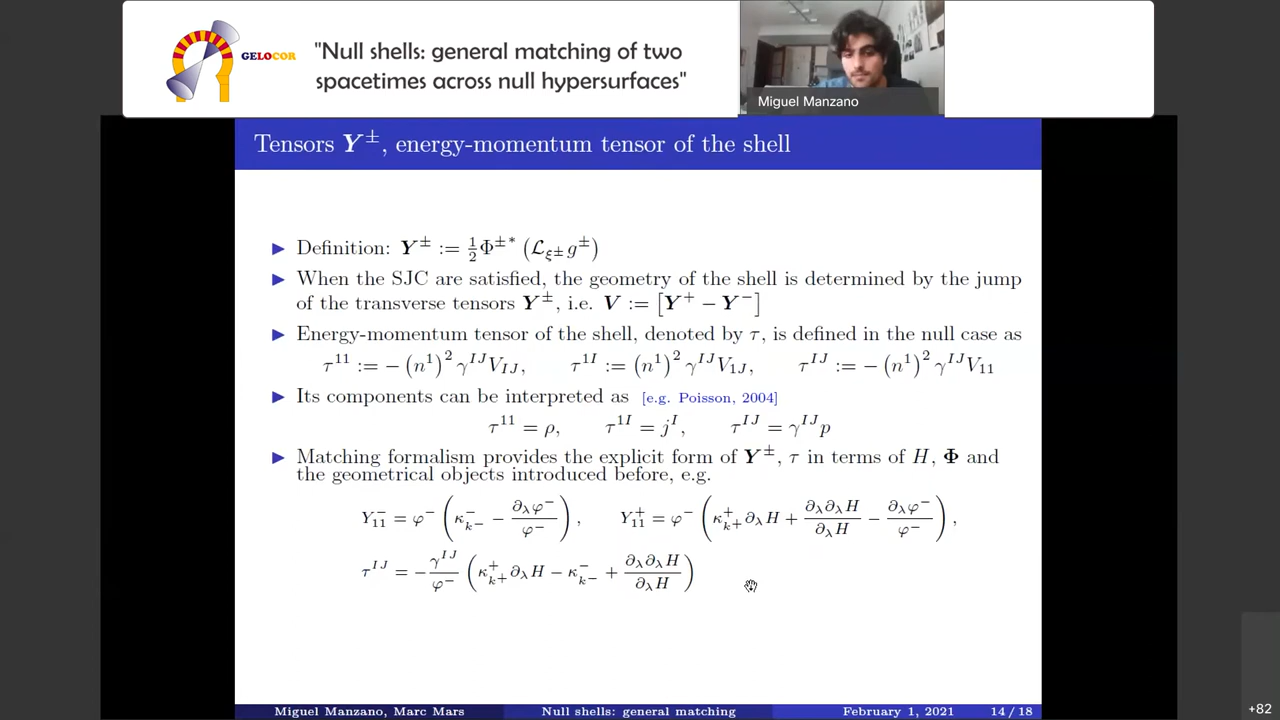 GELOCOR
"Null shells: general matching of two
spacetimes across null hypersurfaces"
Miguel Manzano
Tensors Y±, energy-momentum tensor of the shell
▶ Definition: Y± := ½Φ±* (ℒ_ξ± g±)
▶ When the SJC are satisfied, the geometry of the shell is determined by the jump
of the transverse tensors Y±, i.e. V := [Y⁺ − Y⁻]
▶ Energy-momentum tensor of the shell, denoted by τ, is defined in the null case as
τ^{11} := −(n^1)^2 γ^{IJ} V_{IJ}, τ^{1I} := (n^1)^2 γ^{IJ} V_{1J}, τ^{IJ} := −(n^1)^2 γ^{IJ} V_{11}
▶ Its components can be interpreted as [e.g. Poisson, 2004]
τ^{11} = ρ, τ^{1I} = j^I, τ^{IJ} = γ^{IJ} p
▶ Matching formalism provides the explicit form of Y±, τ in terms of H, Φ and
the geometrical objects introduced before, e.g.
Y^−_{11} = φ^− (κ^−_{k^−} − ∂_λφ^−/φ^−), Y^+_{11} = φ^− (κ^+_{k^+} ∂_λH + ∂_λ∂_λH/∂_λH − ∂_λφ^−/φ^−),
τ^{IJ} = −γ^{IJ}/φ^− (κ^+_{k^+} ∂_λH − κ^−_{k^−} + ∂_λ∂_λH/∂_λH)
Miguel Manzano, Marc Mars Null shells: general matching February 1, 2021 14 / 18
+82